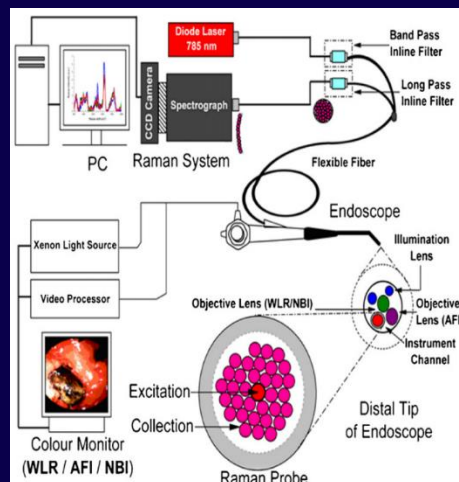 Diode Laser
785 nm
Band Pass
Inline Filter
CCD Camera
Spectrograph
Long Pass
Inline Filter
PC
Raman System
Flexible Fiber
Endoscope
Xenon Light Source
Illumination
Lens
Video Processor
Objective Lens (WLR/NBI)
Objective
Lens (AFI)
Instrument
Channel
Excitation
Collection
Colour Monitor
(WLR / AFI / NBI)
Distal Tip
of Endoscope
Raman Probe